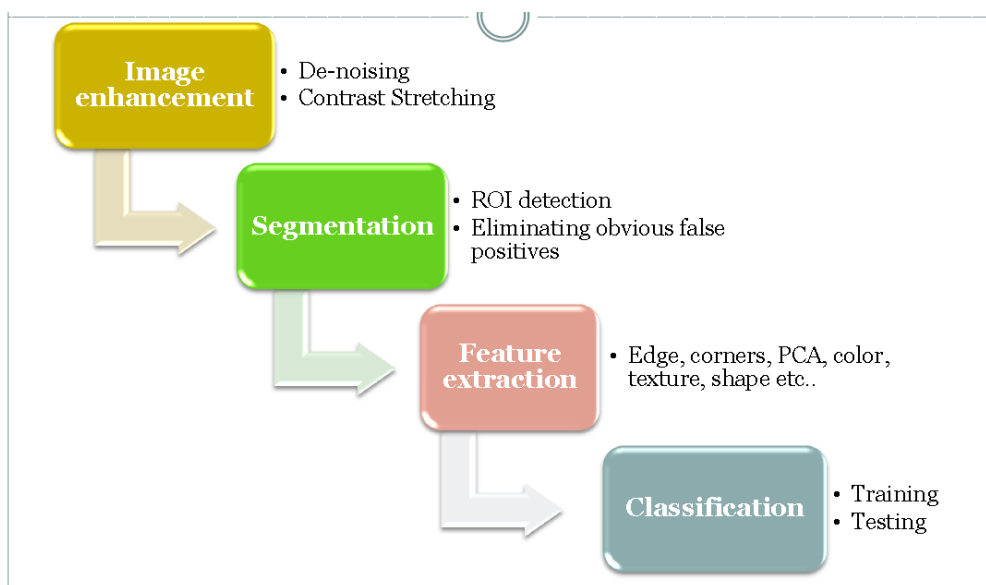 Image
enhancement
• De-noising
• Contrast Stretching
Segmentation
• ROI detection
• Eliminating obvious false
positives
Feature
extraction
• Edge, corners, PCA, color,
texture, shape etc..
Classification
• Training
• Testing